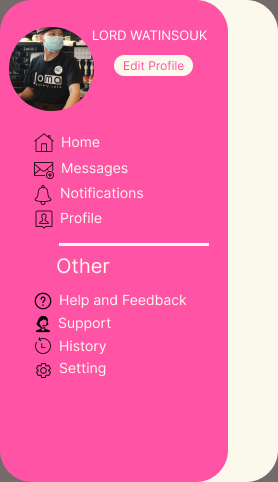 LORD WATINSOUK
Edit Profile
Home
Messages
Notifications
Profile
Other
Help and Feedback
Support
History
Setting